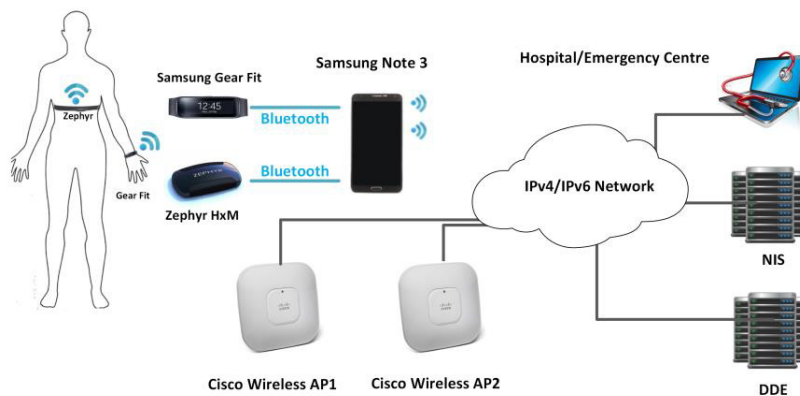 Samsung Note 3
Hospital/Emergency Centre
Samsung Gear Fit
12:45
Bluetooth
Zephyr
ZEPHYR
Bluetooth
Gear Fit
Zephyr HxM
IPv4/IPv6 Network
NIS
Cisco Wireless AP1
Cisco Wireless AP2
DDE